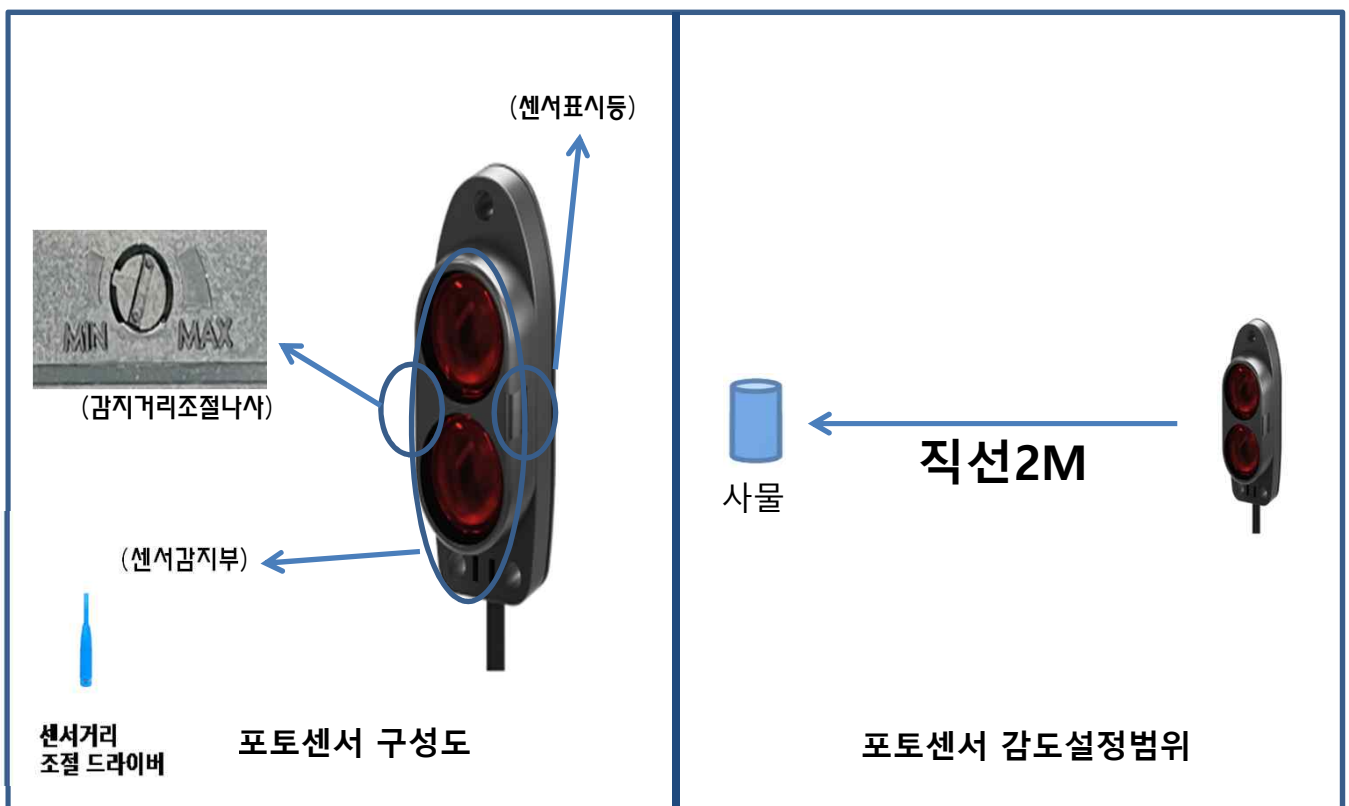 (센서표시등)
MIN MAX
(감지거리조절나사)
(센서감지부)
센서거리
조절 드라이버
포토센서 구성도
직선2M
사물
포토센서 감도설정범위